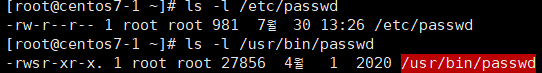 [root@centos7-1 ~]# ls -l /etc/passwd
-rw-r--r-- 1 root root 981  7월  30 13:26 /etc/passwd
[root@centos7-1 ~]# ls -l /usr/bin/passwd
-rwsr-xr-x. 1 root root 27856  4월   1  2020 /usr/bin/passwd